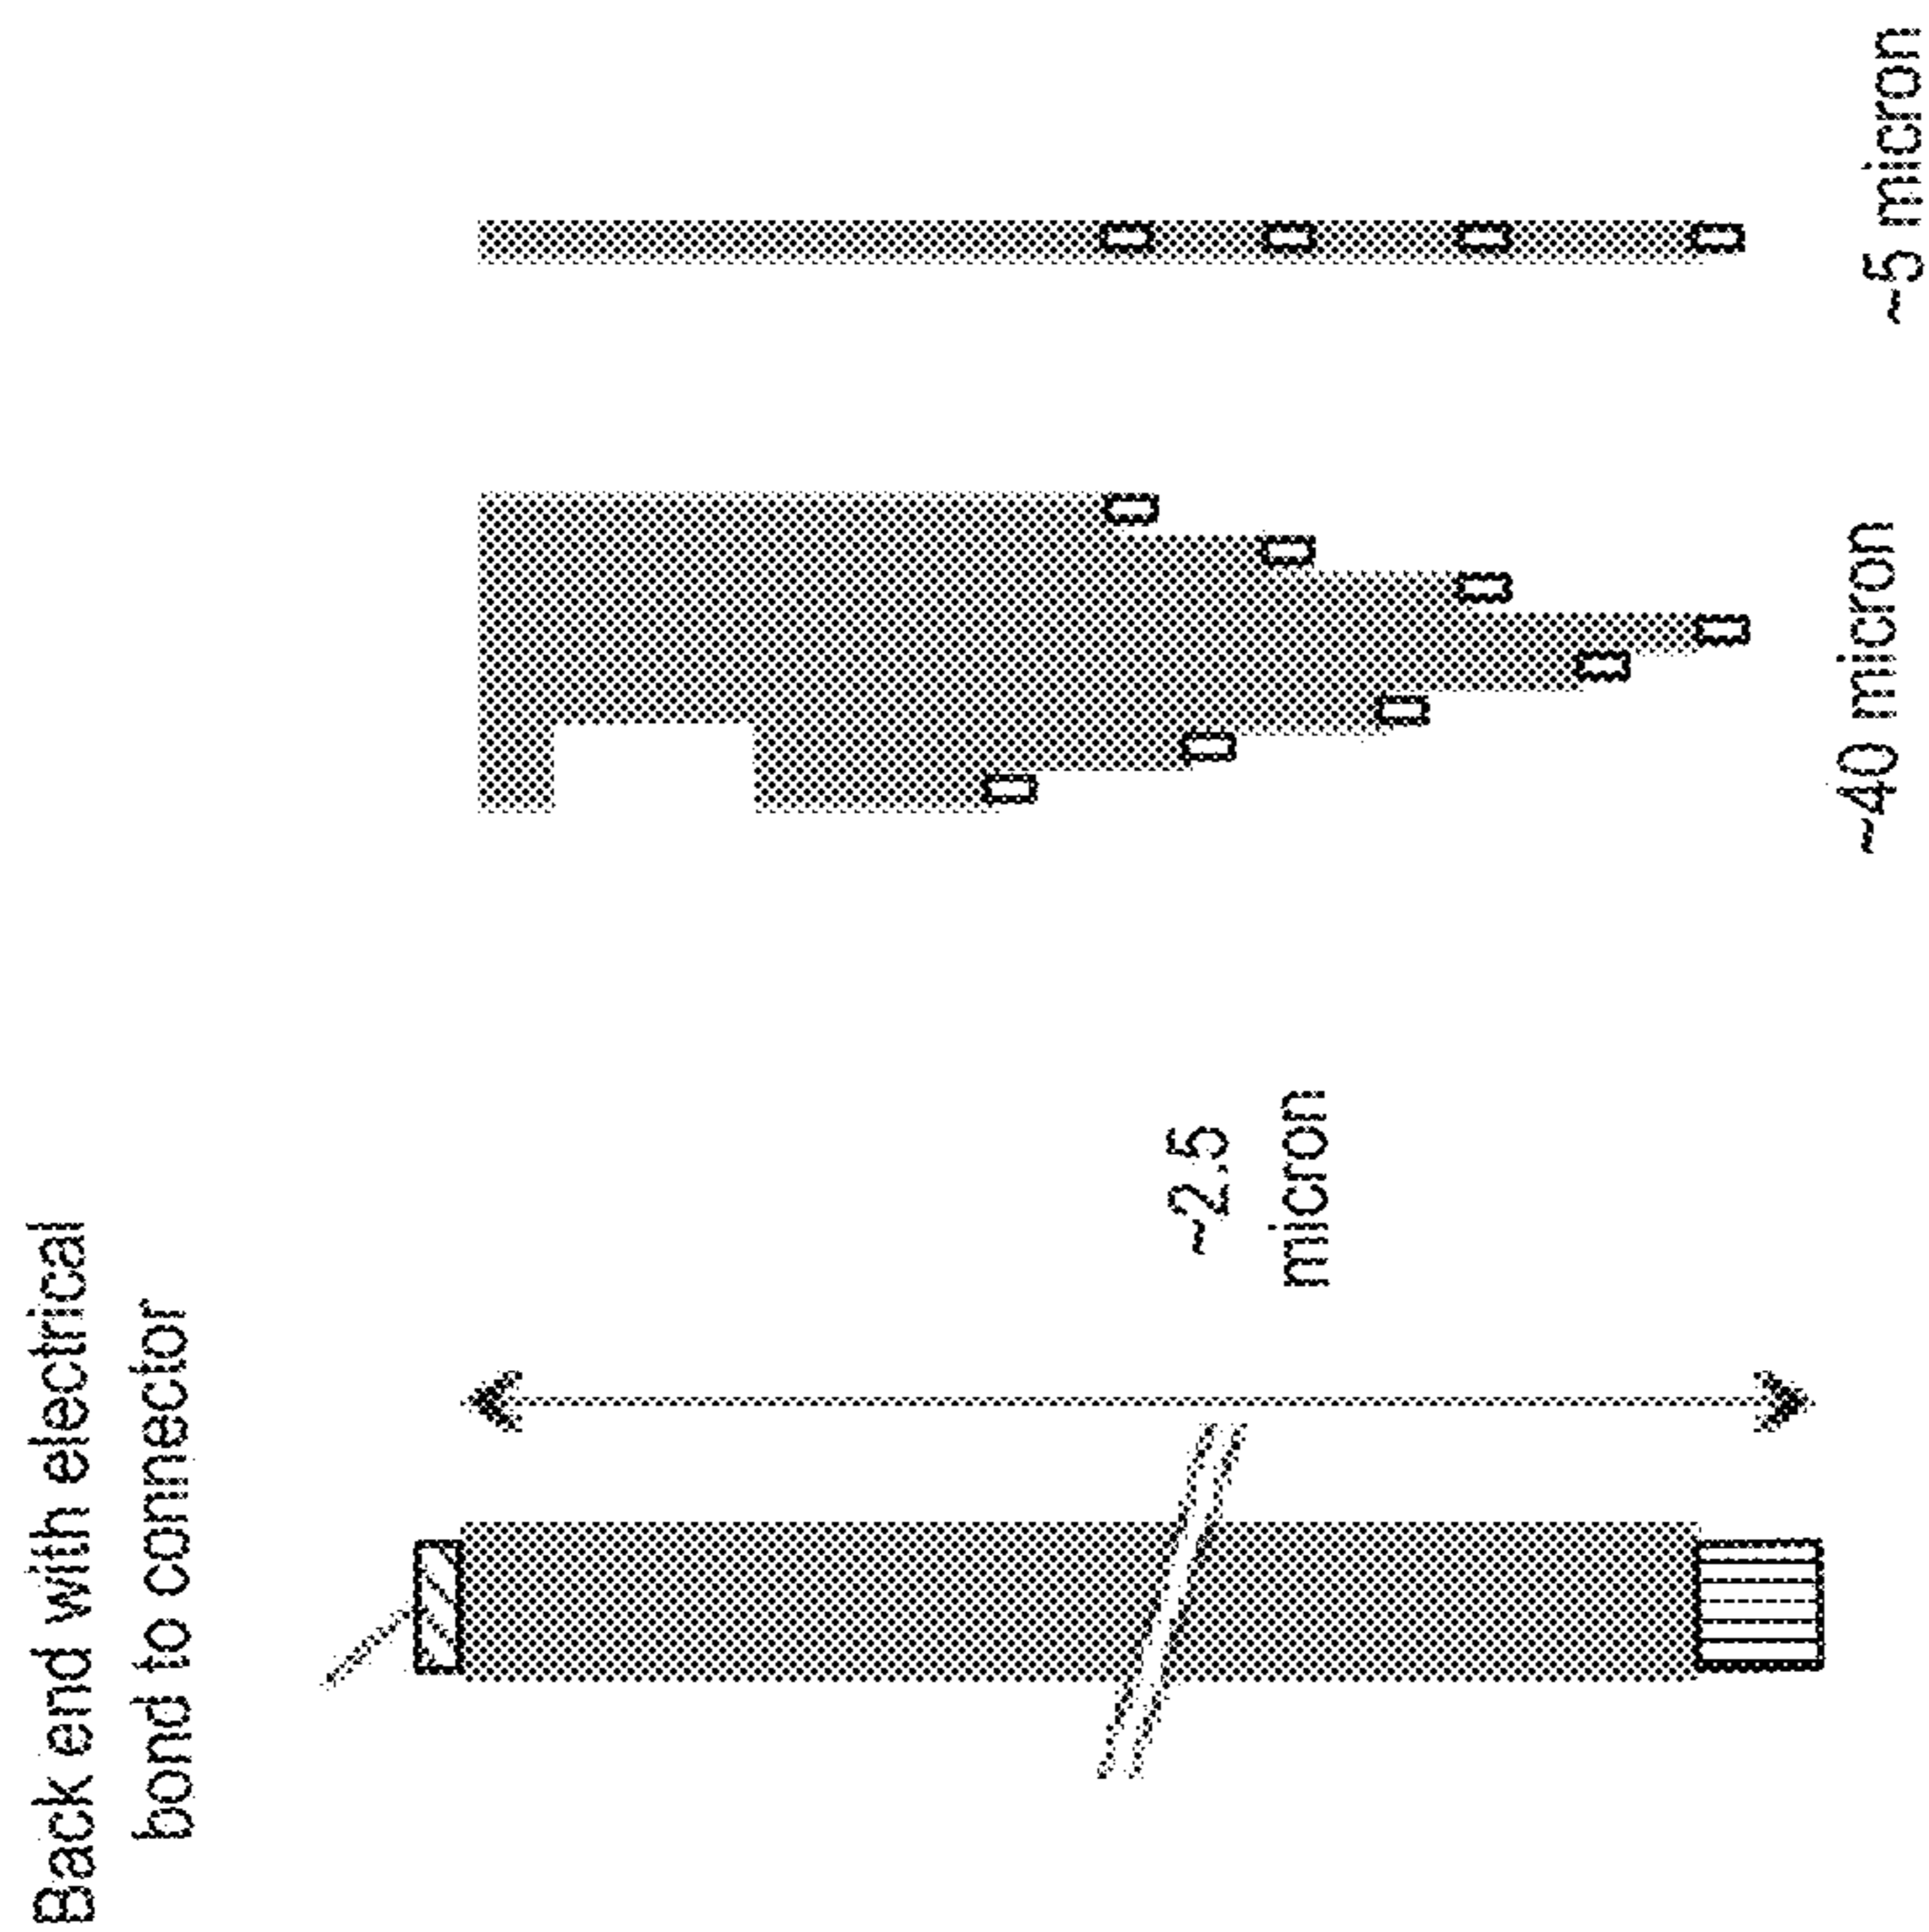 Back end with electrical
bond to connector
~2.5
micron
~40 micron
~5 micron